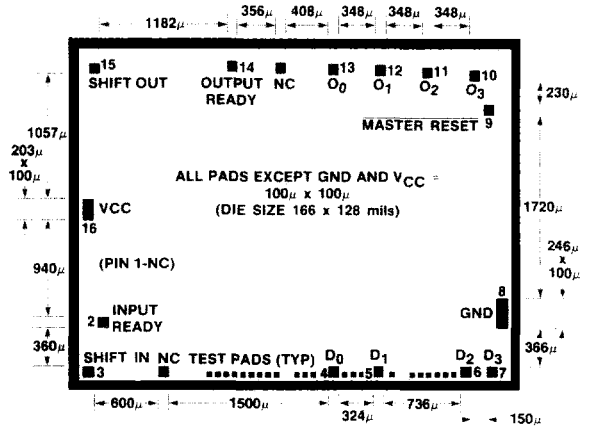 1182μ
356μ
408μ
348μ
348μ
348μ
15
14
13
12
11
10
SHIFT OUT
OUTPUT READY
NC
O0
O1
O2
O3
230μ
MASTER RESET
9
1057μ
203μ
x
100μ
ALL PADS EXCEPT GND AND VCC =
100μ x 100μ
(DIE SIZE 166 x 128 mils)
VCC
16
1720μ
246μ
x
100μ
940μ
(PIN 1-NC)
8
GND
2
INPUT
READY
360μ
366μ
SHIFT IN NC TEST PADS (TYP)
D0
D1
D2
D3
3
4
5
6
7
600μ
1500μ
324μ
736μ
150μ